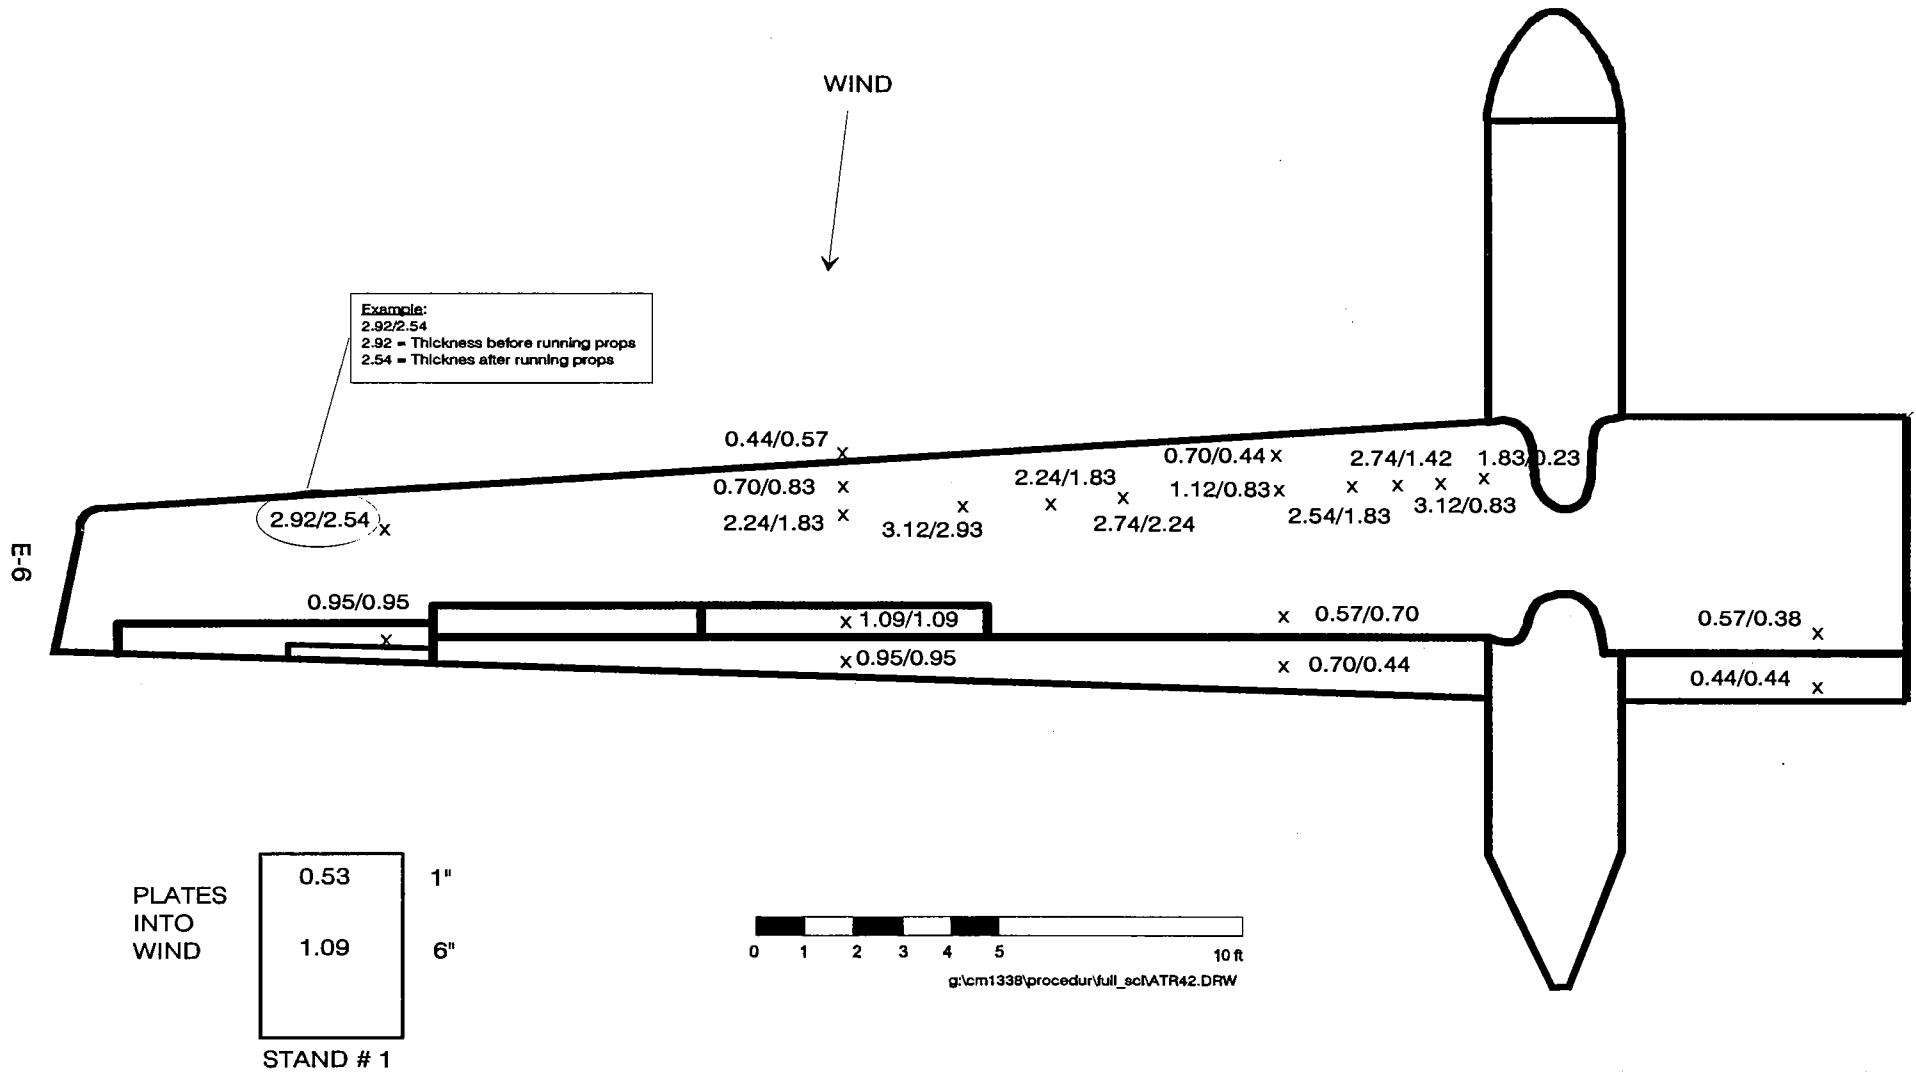 WIND
Example:
2.92/2.54
2.92 = Thickness before running props
2.54 = Thicknes after running props
0.44/0.57
0.70/0.83
2.24/1.83
3.12/2.93
2.24/1.83
2.74/2.24
0.70/0.44
1.12/0.83
2.54/1.83
2.74/1.42
3.12/0.83
1.83/0.23
2.92/2.54
E-6
0.95/0.95
1.09/1.09
0.95/0.95
0.57/0.70
0.70/0.44
0.57/0.38
0.44/0.44
PLATES
INTO
WIND
0.53 1"
1.09 6"
STAND # 1
0 1 2 3 4 5 10 ft
g:\cm1338\procedur\full_scl\ATR42.DRW